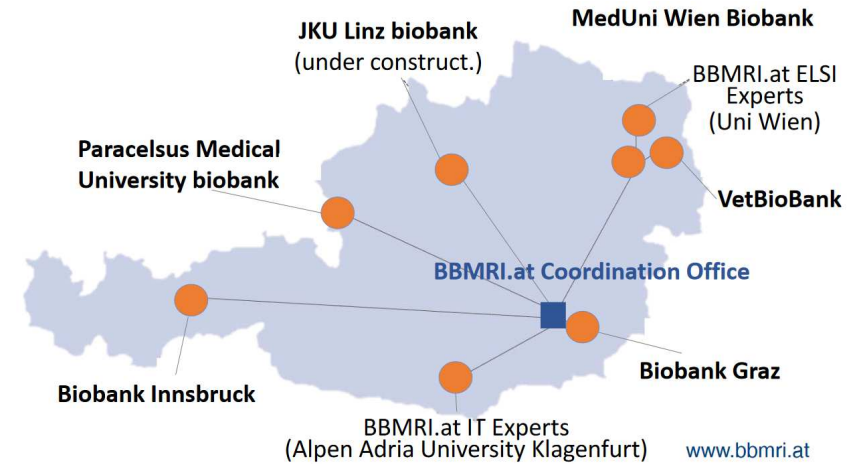 MedUni Wien Biobank
JKU Linz biobank
(under construct.)
BBMRI.at ELSI
Experts
(Uni Wien)
Paracelsus Medical
University biobank
VetBioBank
BBMRI.at Coordination Office
Biobank Graz
Biobank Innsbruck
BBMRI.at IT Experts
(Alpen Adria University Klagenfurt)
www.bbmri.at